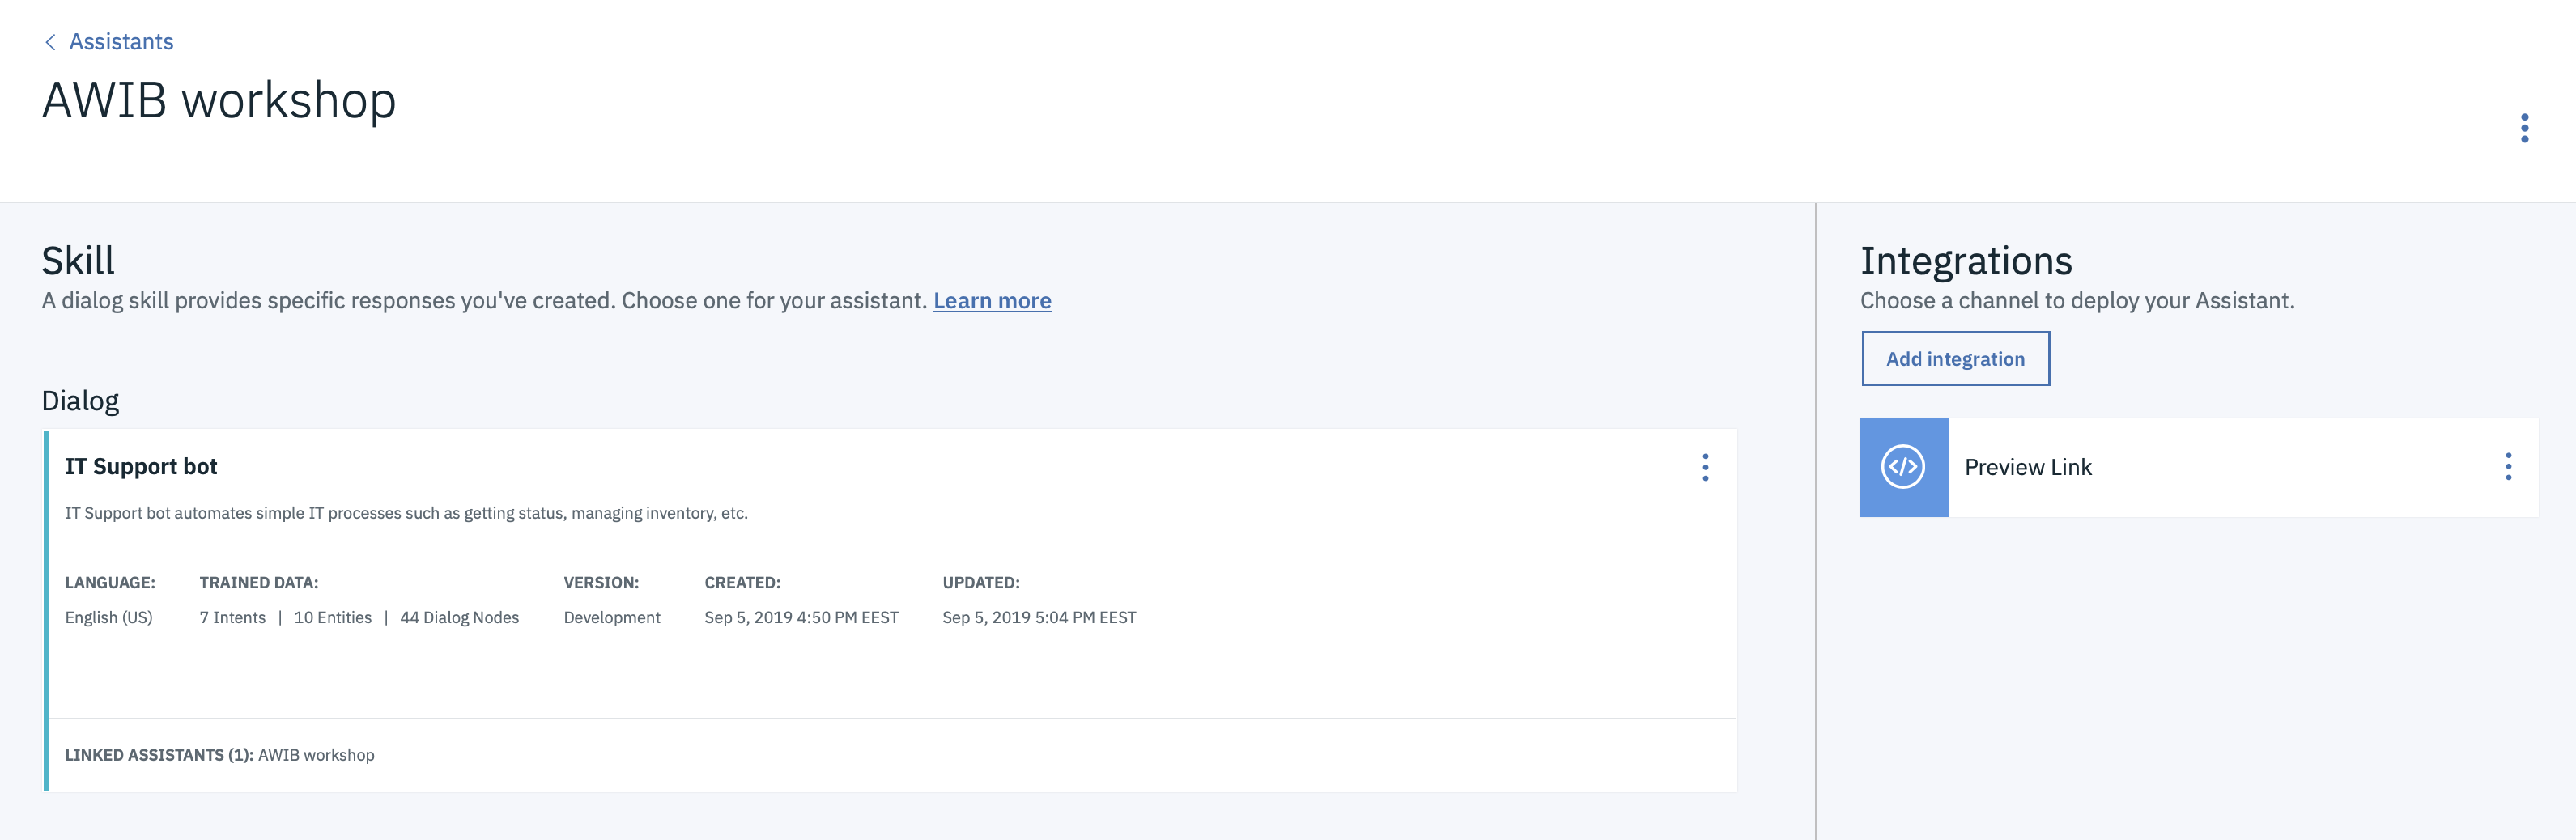 Assistants
AWIB workshop
Skill
A dialog skill provides specific responses you've created. Choose one for your assistant. Learn more
Dialog
IT Support bot
IT Support bot automates simple IT processes such as getting status, managing inventory, etc.
LANGUAGE: TRAINED DATA: VERSION: CREATED: UPDATED:
English (US) 7 Intents | 10 Entities | 44 Dialog Nodes Development Sep 5, 2019 4:50 PM EEST Sep 5, 2019 5:04 PM EEST
LINKED ASSISTANTS (1): AWIB workshop
Integrations
Choose a channel to deploy your Assistant.
Add integration
Preview Link